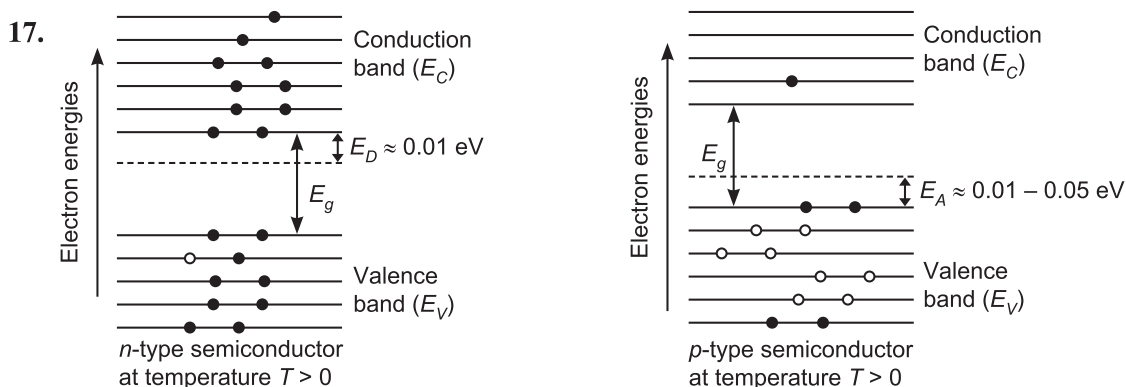 17.
Electron energies
Conduction
band (E_C)
E_D ≈ 0.01 eV
E_g
Valence
band (E_V)
n-type semiconductor
at temperature T > 0
Electron energies
Conduction
band (E_C)
E_g
E_A ≈ 0.01 – 0.05 eV
Valence
band (E_V)
p-type semiconductor
at temperature T > 0